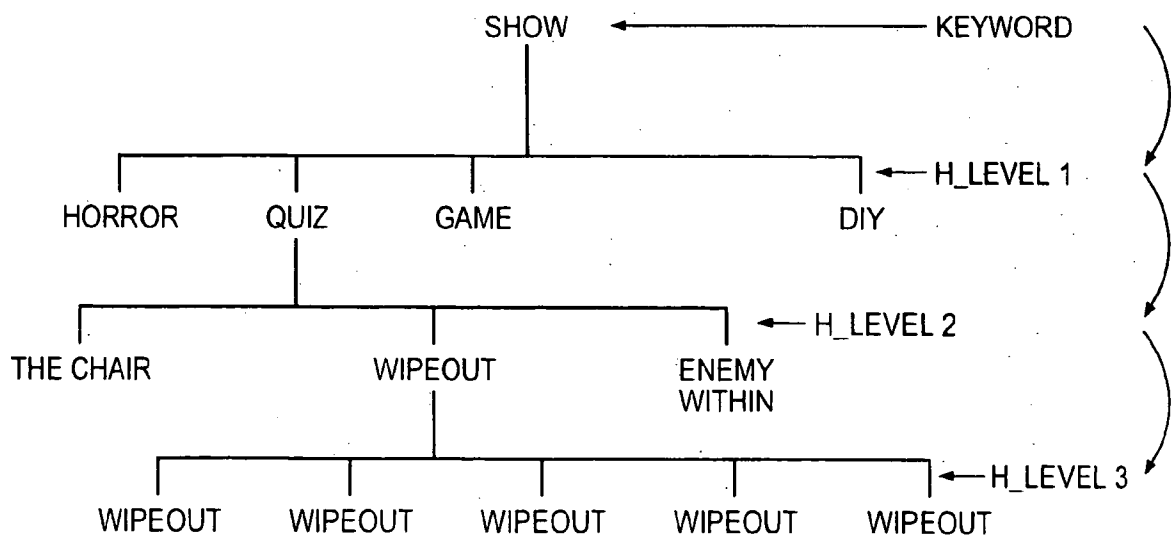 SHOW KEYWORD
H_LEVEL 1
HORROR QUIZ GAME DIY
H_LEVEL 2
THE CHAIR WIPEOUT ENEMY
WITHIN
H_LEVEL 3
WIPEOUT WIPEOUT WIPEOUT WIPEOUT WIPEOUT